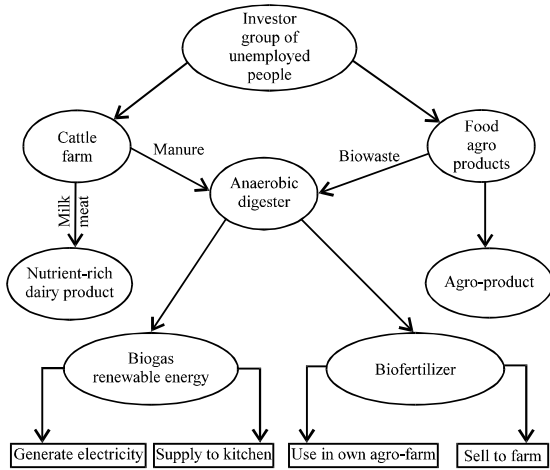 Investor
group of
unemployed
people
Cattle
farm
Manure
Biowaste
Food
agro
products
Anaerobic
digester
Milk
meat
Nutrient-rich
dairy product
Agro-product
Biogas
renewable energy
Biofertilizer
Generate electricity
Supply to kitchen
Use in own agro-farm
Sell to farm